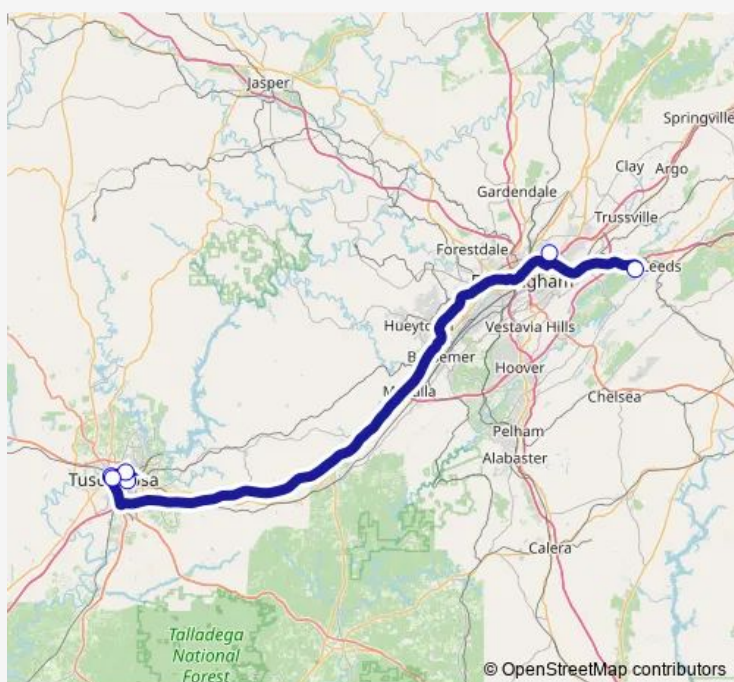 Jasper
Springville
Clay
Argo
Gardendale
Trussville
Forestdale
Leeds
Hueyto
Vestavia Hills
Hoover
Chelsea
Pelham
Alabaster
Calera
Talladega
National
Forest
© OpenStreetMap contributors